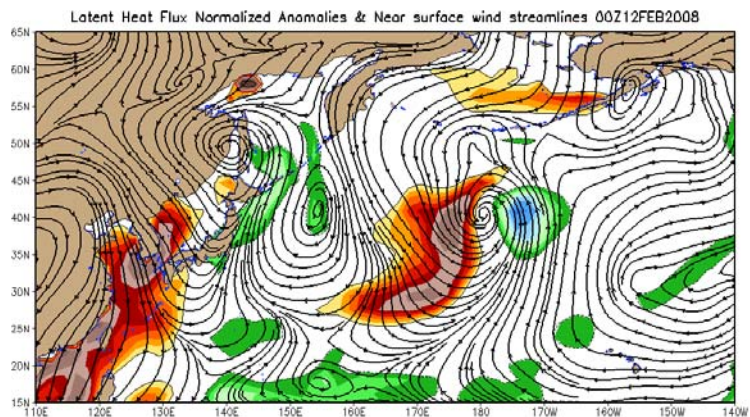 Latent Heat Flux Normalized Anomalies & Near surface wind streamlines 00Z12FEB2008
65N
60N
55N
50N
45N
40N
35N
30N
25N
20N
15N
110E 120E 130E 140E 150E 160E 170E 180 170W 160W 150W 140W